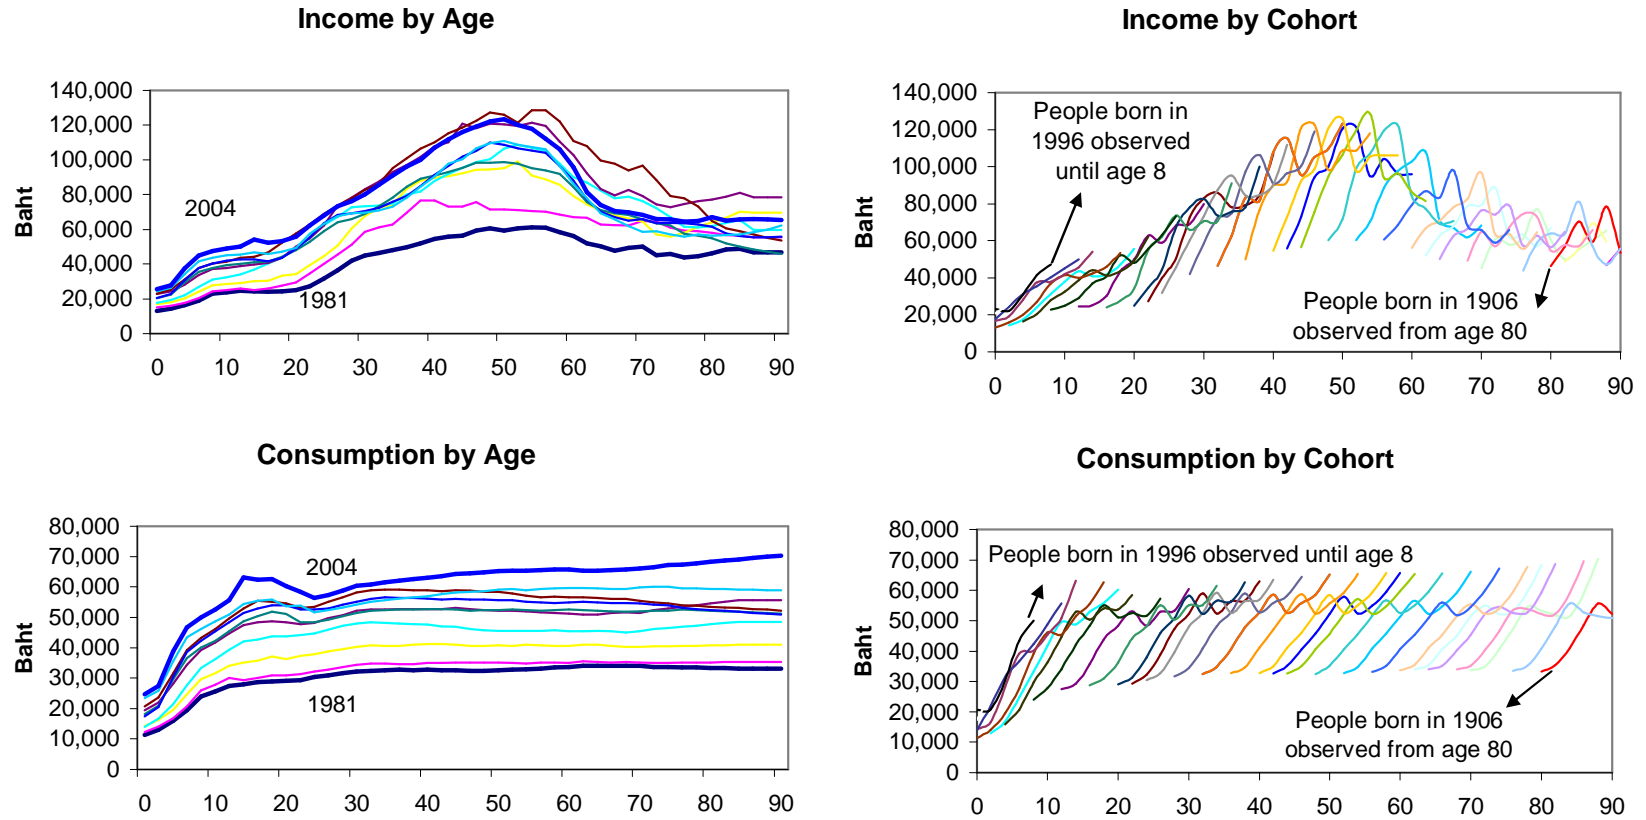 Income by Age
Baht
140,000
120,000
100,000
80,000
60,000
40,000
20,000
0
2004
1981
0 10 20 30 40 50 60 70 80 90
Income by Cohort
Baht
140,000
120,000
100,000
80,000
60,000
40,000
20,000
0
People born in
1996 observed
until age 8
People born in 1906
observed from age 80
0 10 20 30 40 50 60 70 80 90
Consumption by Age
Baht
80,000
70,000
60,000
50,000
40,000
30,000
20,000
10,000
0
2004
1981
0 10 20 30 40 50 60 70 80 90
Consumption by Cohort
Baht
80,000
70,000
60,000
50,000
40,000
30,000
20,000
10,000
0
People born in 1996 observed until age 8
People born in 1906
observed from age 80
0 10 20 30 40 50 60 70 80 90